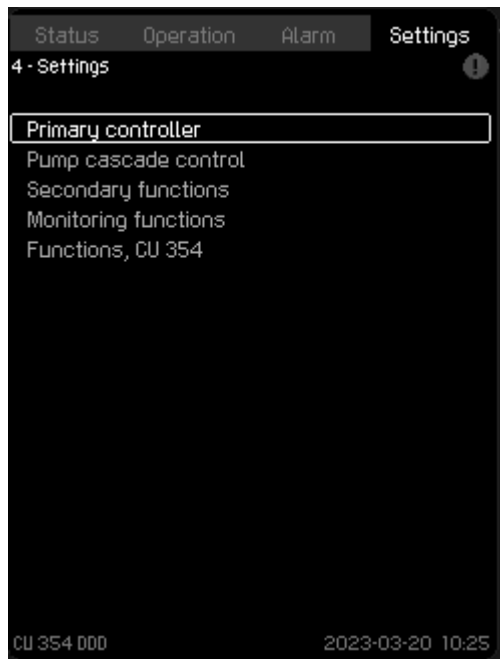 Status Operation Alarm Settings
4 - Settings
Primary controller
Pump cascade control
Secondary functions
Monitoring functions
Functions, CU 354
CU 354 DDD 2023-03-20 10:25